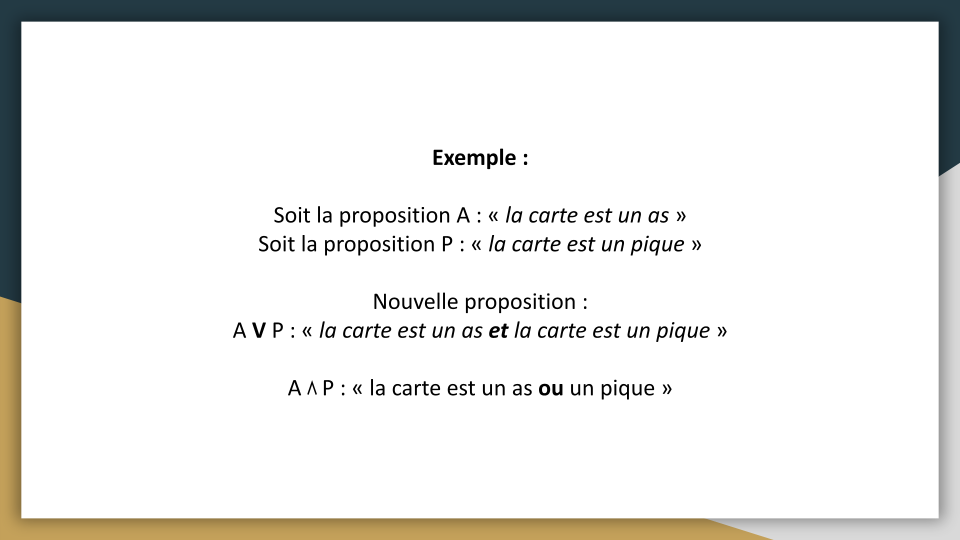 Exemple :
Soit la proposition A : « la carte est un as »
Soit la proposition P : « la carte est un pique »
Nouvelle proposition :
A V P : « la carte est un as et la carte est un pique »
A ∧ P : « la carte est un as ou un pique »